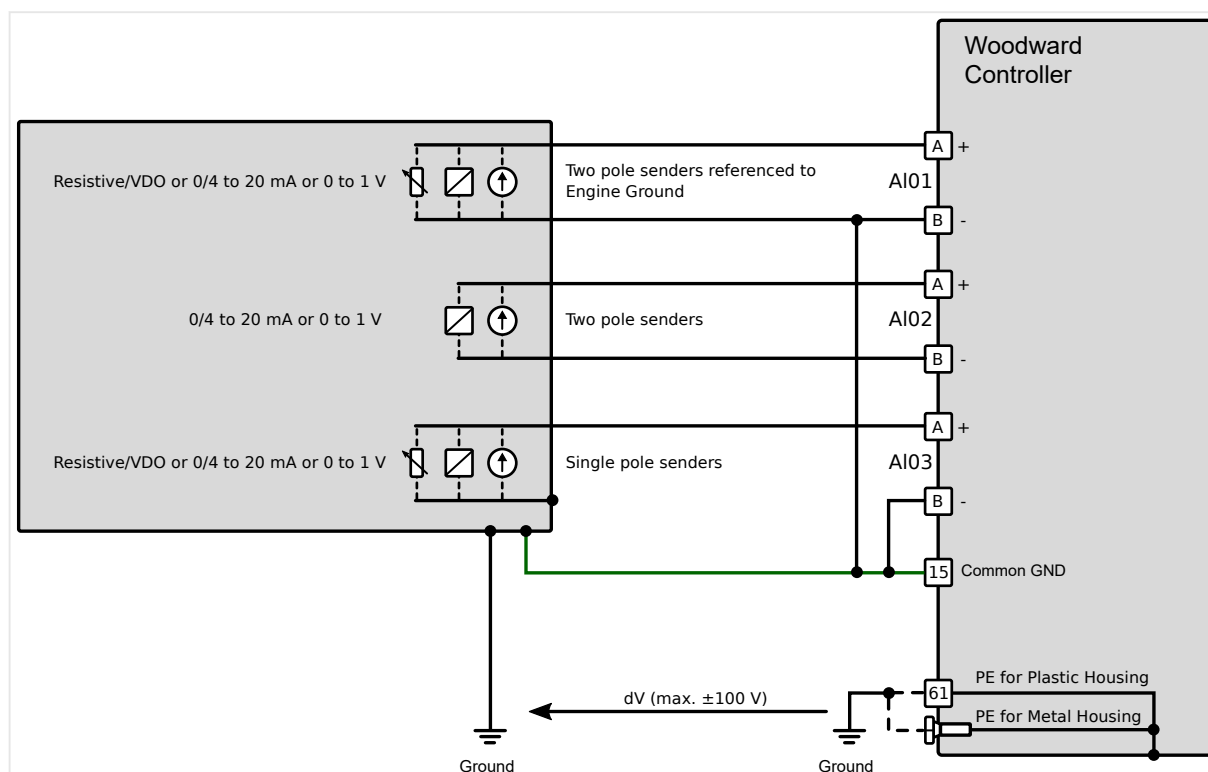 Woodward
Controller
A +
Resistive/VDO or 0/4 to 20 mA or 0 to 1 V
Two pole senders referenced to
Engine Ground
AI01
B -
A +
0/4 to 20 mA or 0 to 1 V
Two pole senders
AI02
B -
A +
Resistive/VDO or 0/4 to 20 mA or 0 to 1 V
Single pole senders
AI03
B -
15 Common GND
PE for Plastic Housing
61
dV (max. ±100 V)
PE for Metal Housing
Ground
Ground